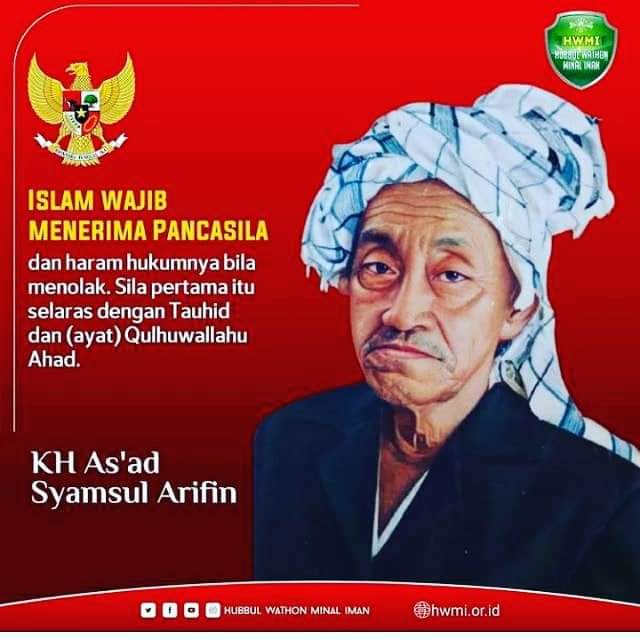 HWMI
HUBBUL WATHON
MINAL IMAN
ISLAM WAJIB
MENERIMA PANCASILA
dan haram hukumnya bila
menolak. Sila pertama itu
selaras dengan Tauhid
dan (ayat) Qulhuwallahu
Ahad.
KH As'ad
Syamsul Arifin
HUBBUL WATHON MINAL IMAN
hwmi.or.id